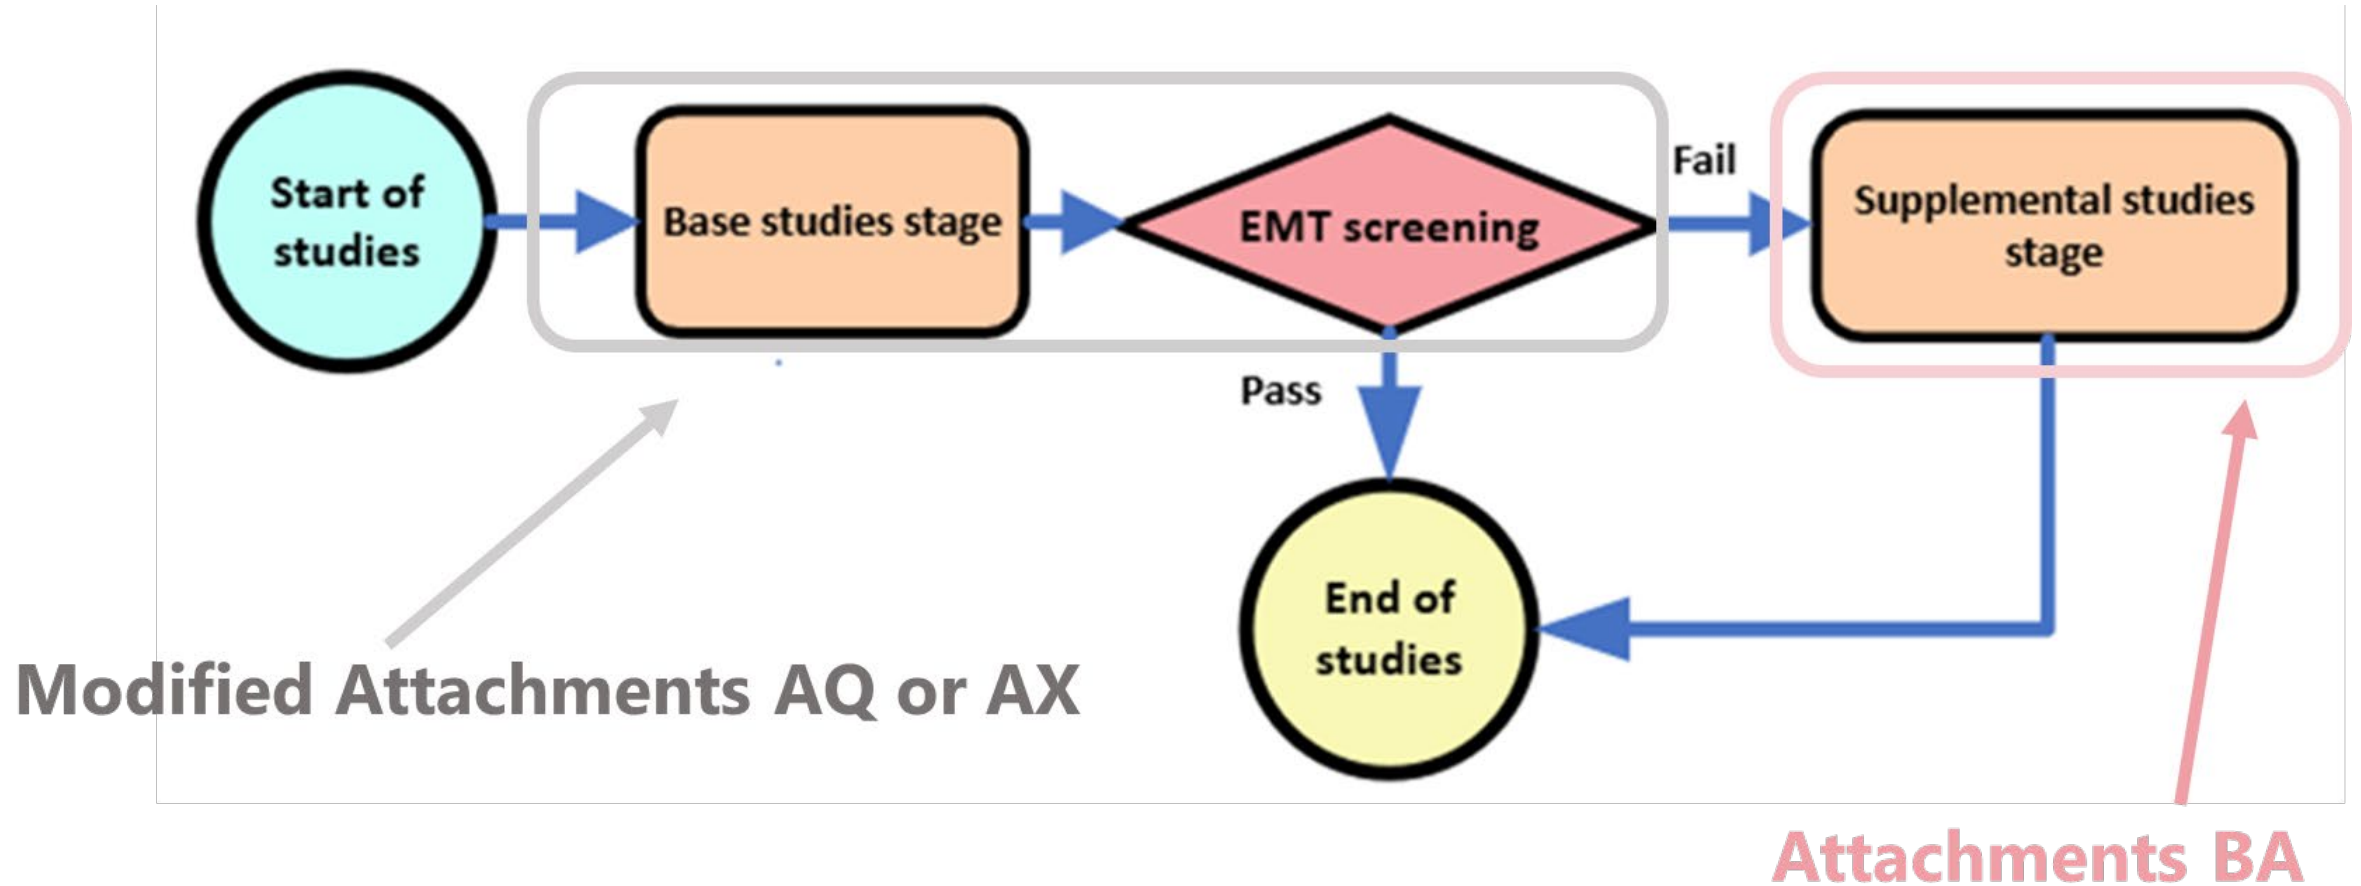 Start of
studies
Base studies stage
EMT screening
Fail
Supplemental studies
stage
Pass
End of
studies
Modified Attachments AQ or AX
Attachments BA